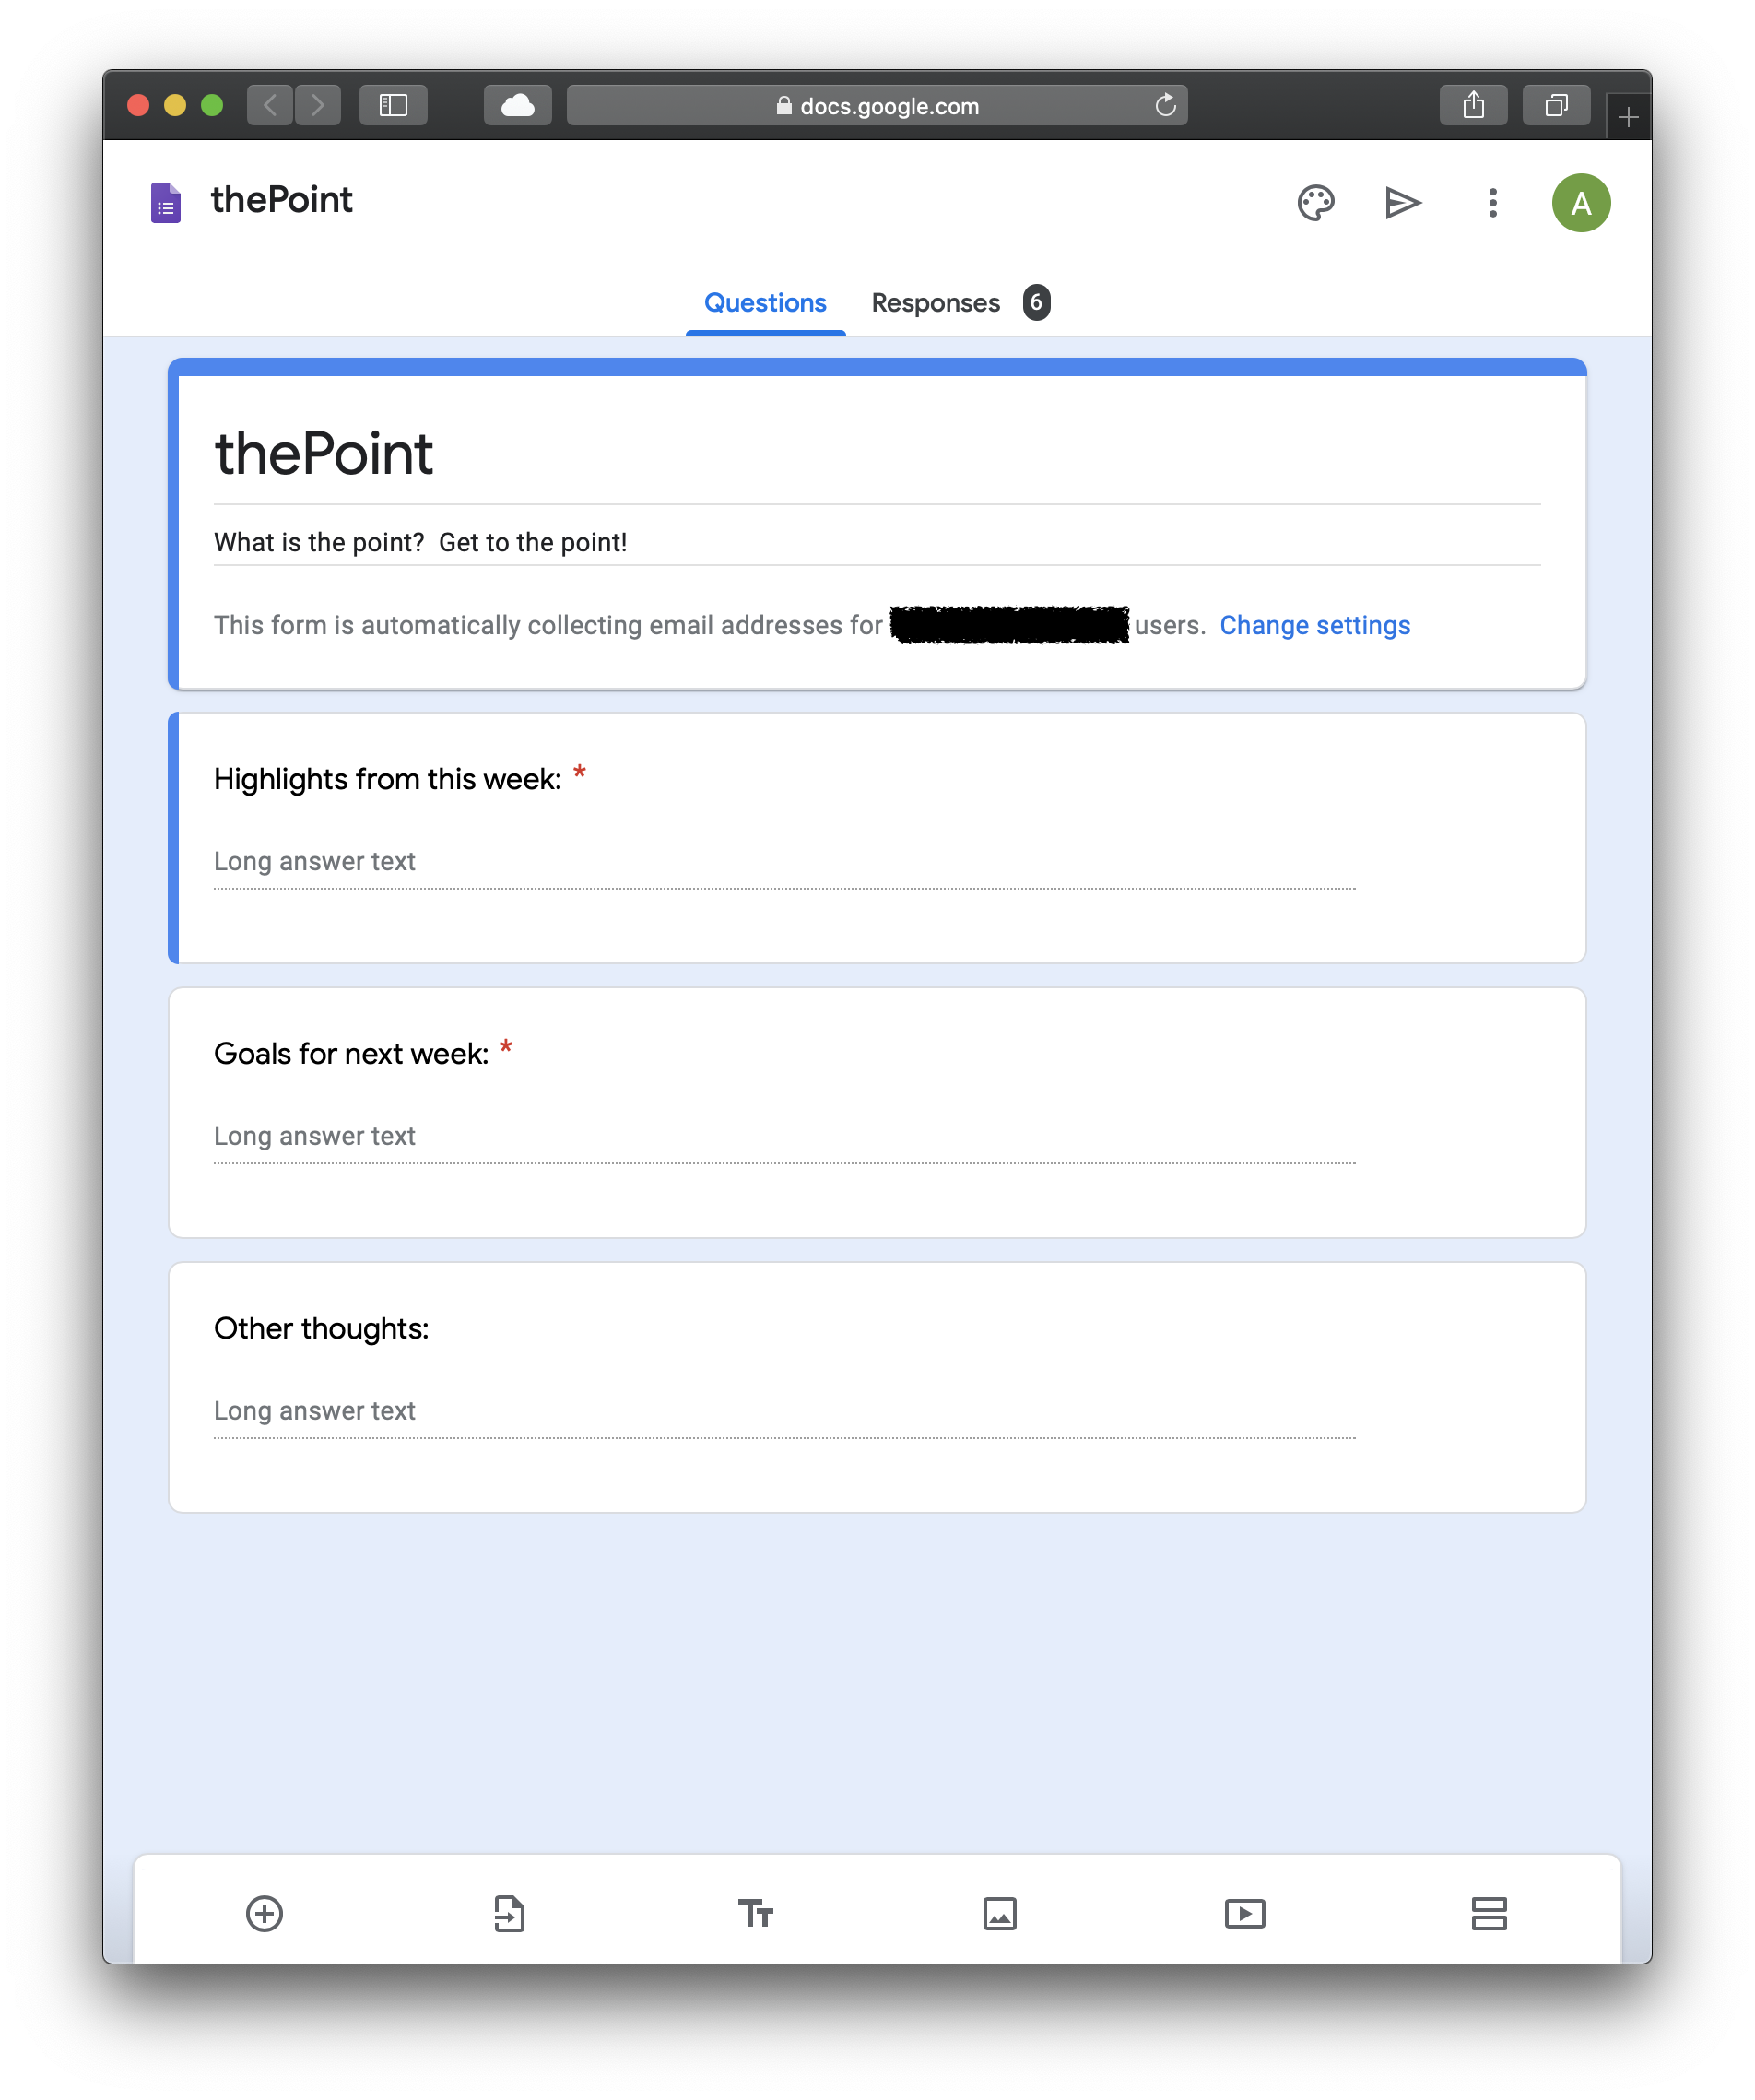 docs.google.com
thePoint
A
Questions Responses 6
thePoint
What is the point?  Get to the point!
This form is automatically collecting email addresses for users. Change settings
Highlights from this week: *
Long answer text
Goals for next week: *
Long answer text
Other thoughts:
Long answer text